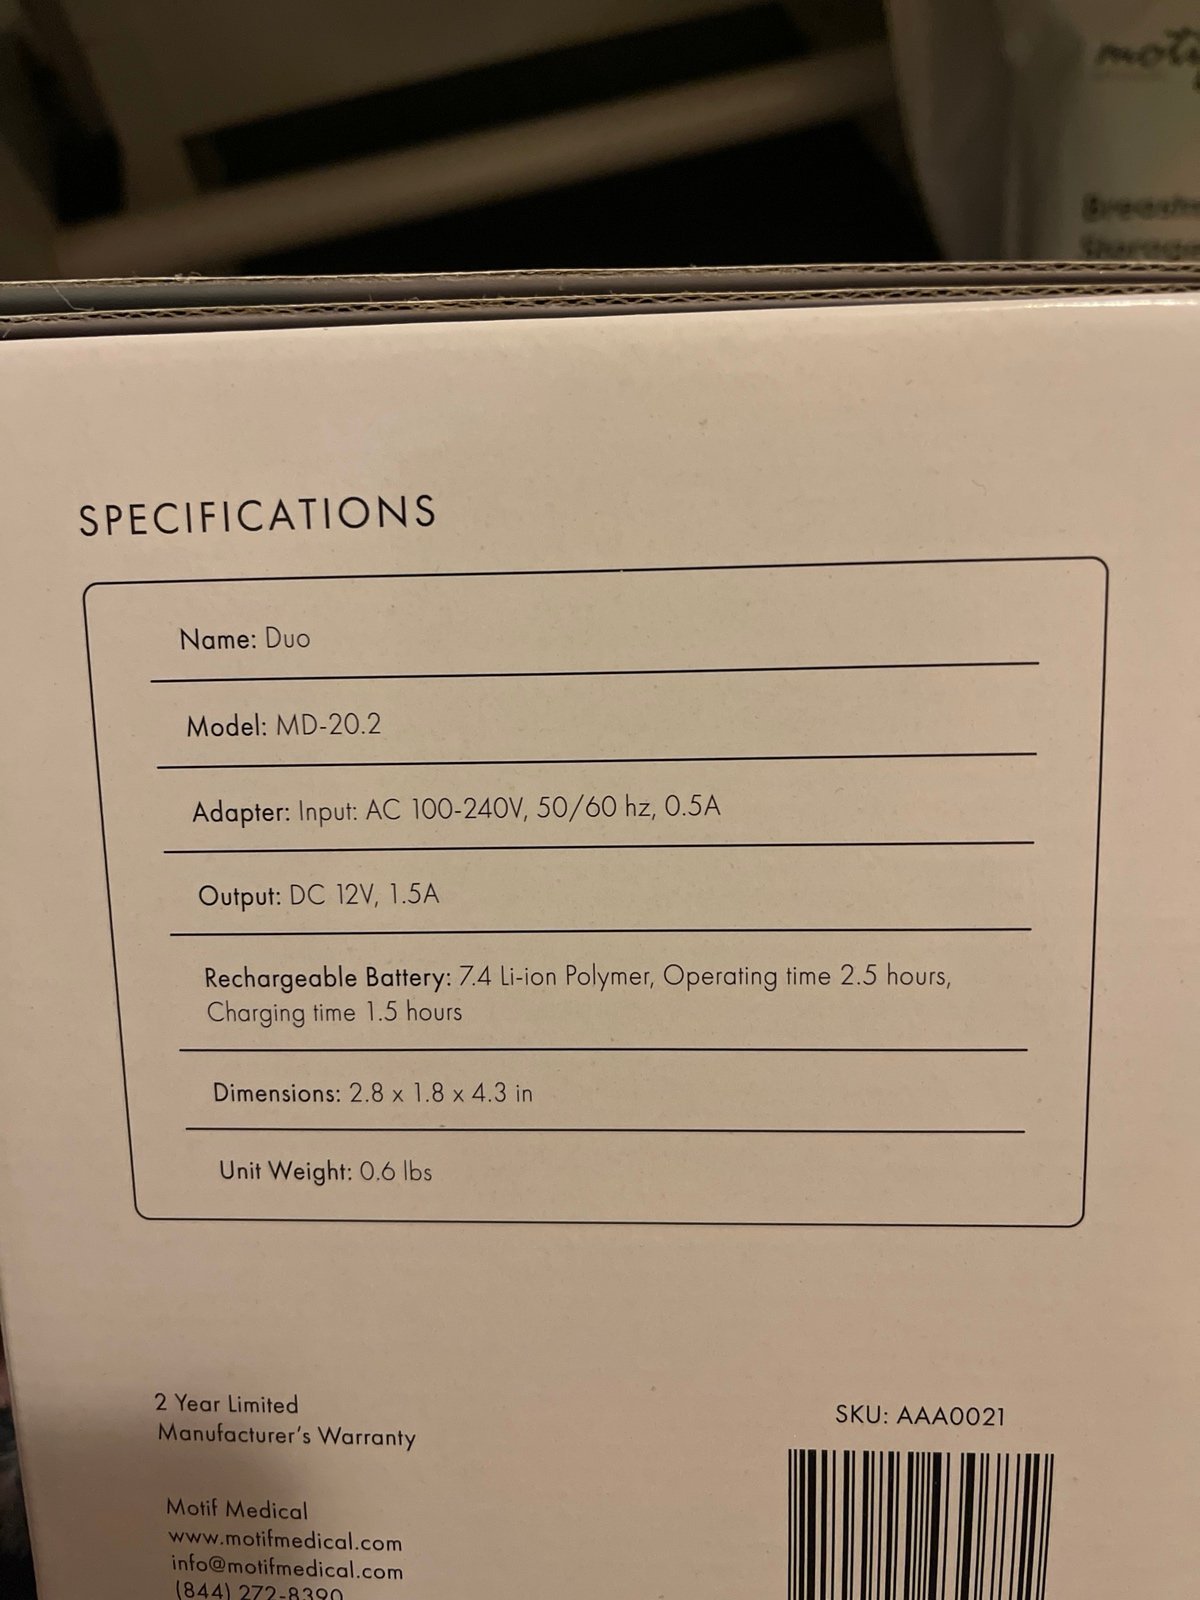 SPECIFICATIONS
Name: Duo
Model: MD-20.2
Adapter: Input: AC 100-240V, 50/60 hz, 0.5A
Output: DC 12V, 1.5A
Rechargeable Battery: 7.4 Li-ion Polymer, Operating time 2.5 hours,
Charging time 1.5 hours
Dimensions: 2.8 x 1.8 x 4.3 in
Unit Weight: 0.6 lbs
2 Year Limited
Manufacturer's Warranty
SKU: AAA0021
Motif Medical
www.motifmedical.com
info@motifmedical.com
(844) 272-8390